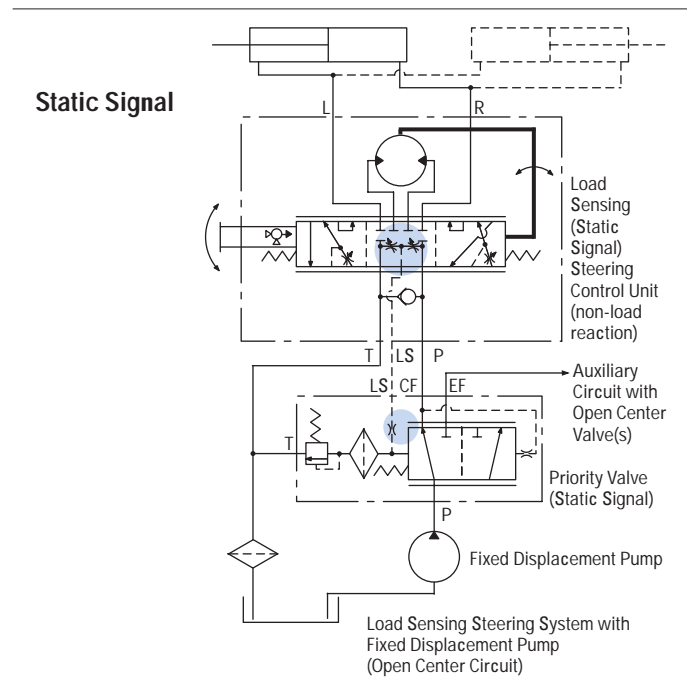 Static Signal
L
R
Load
Sensing
(Static
Signal)
Steering
Control Unit
(non-load
reaction)
T
LS
P
LS
CF
EF
Auxiliary
Circuit with
Open Center
Valve(s)
T
Priority Valve
(Static Signal)
P
Fixed Displacement Pump
Load Sensing Steering System with
Fixed Displacement Pump
(Open Center Circuit)